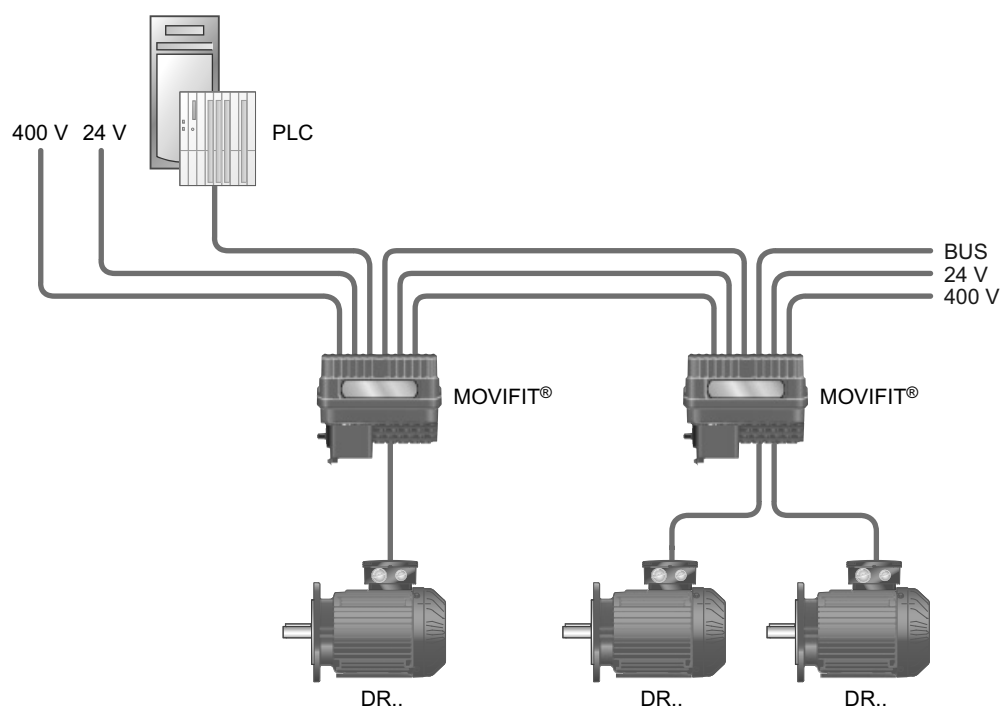 400 V 24 V
PLC
BUS
24 V
400 V
MOVIFIT®
MOVIFIT®
DR..
DR..
DR..